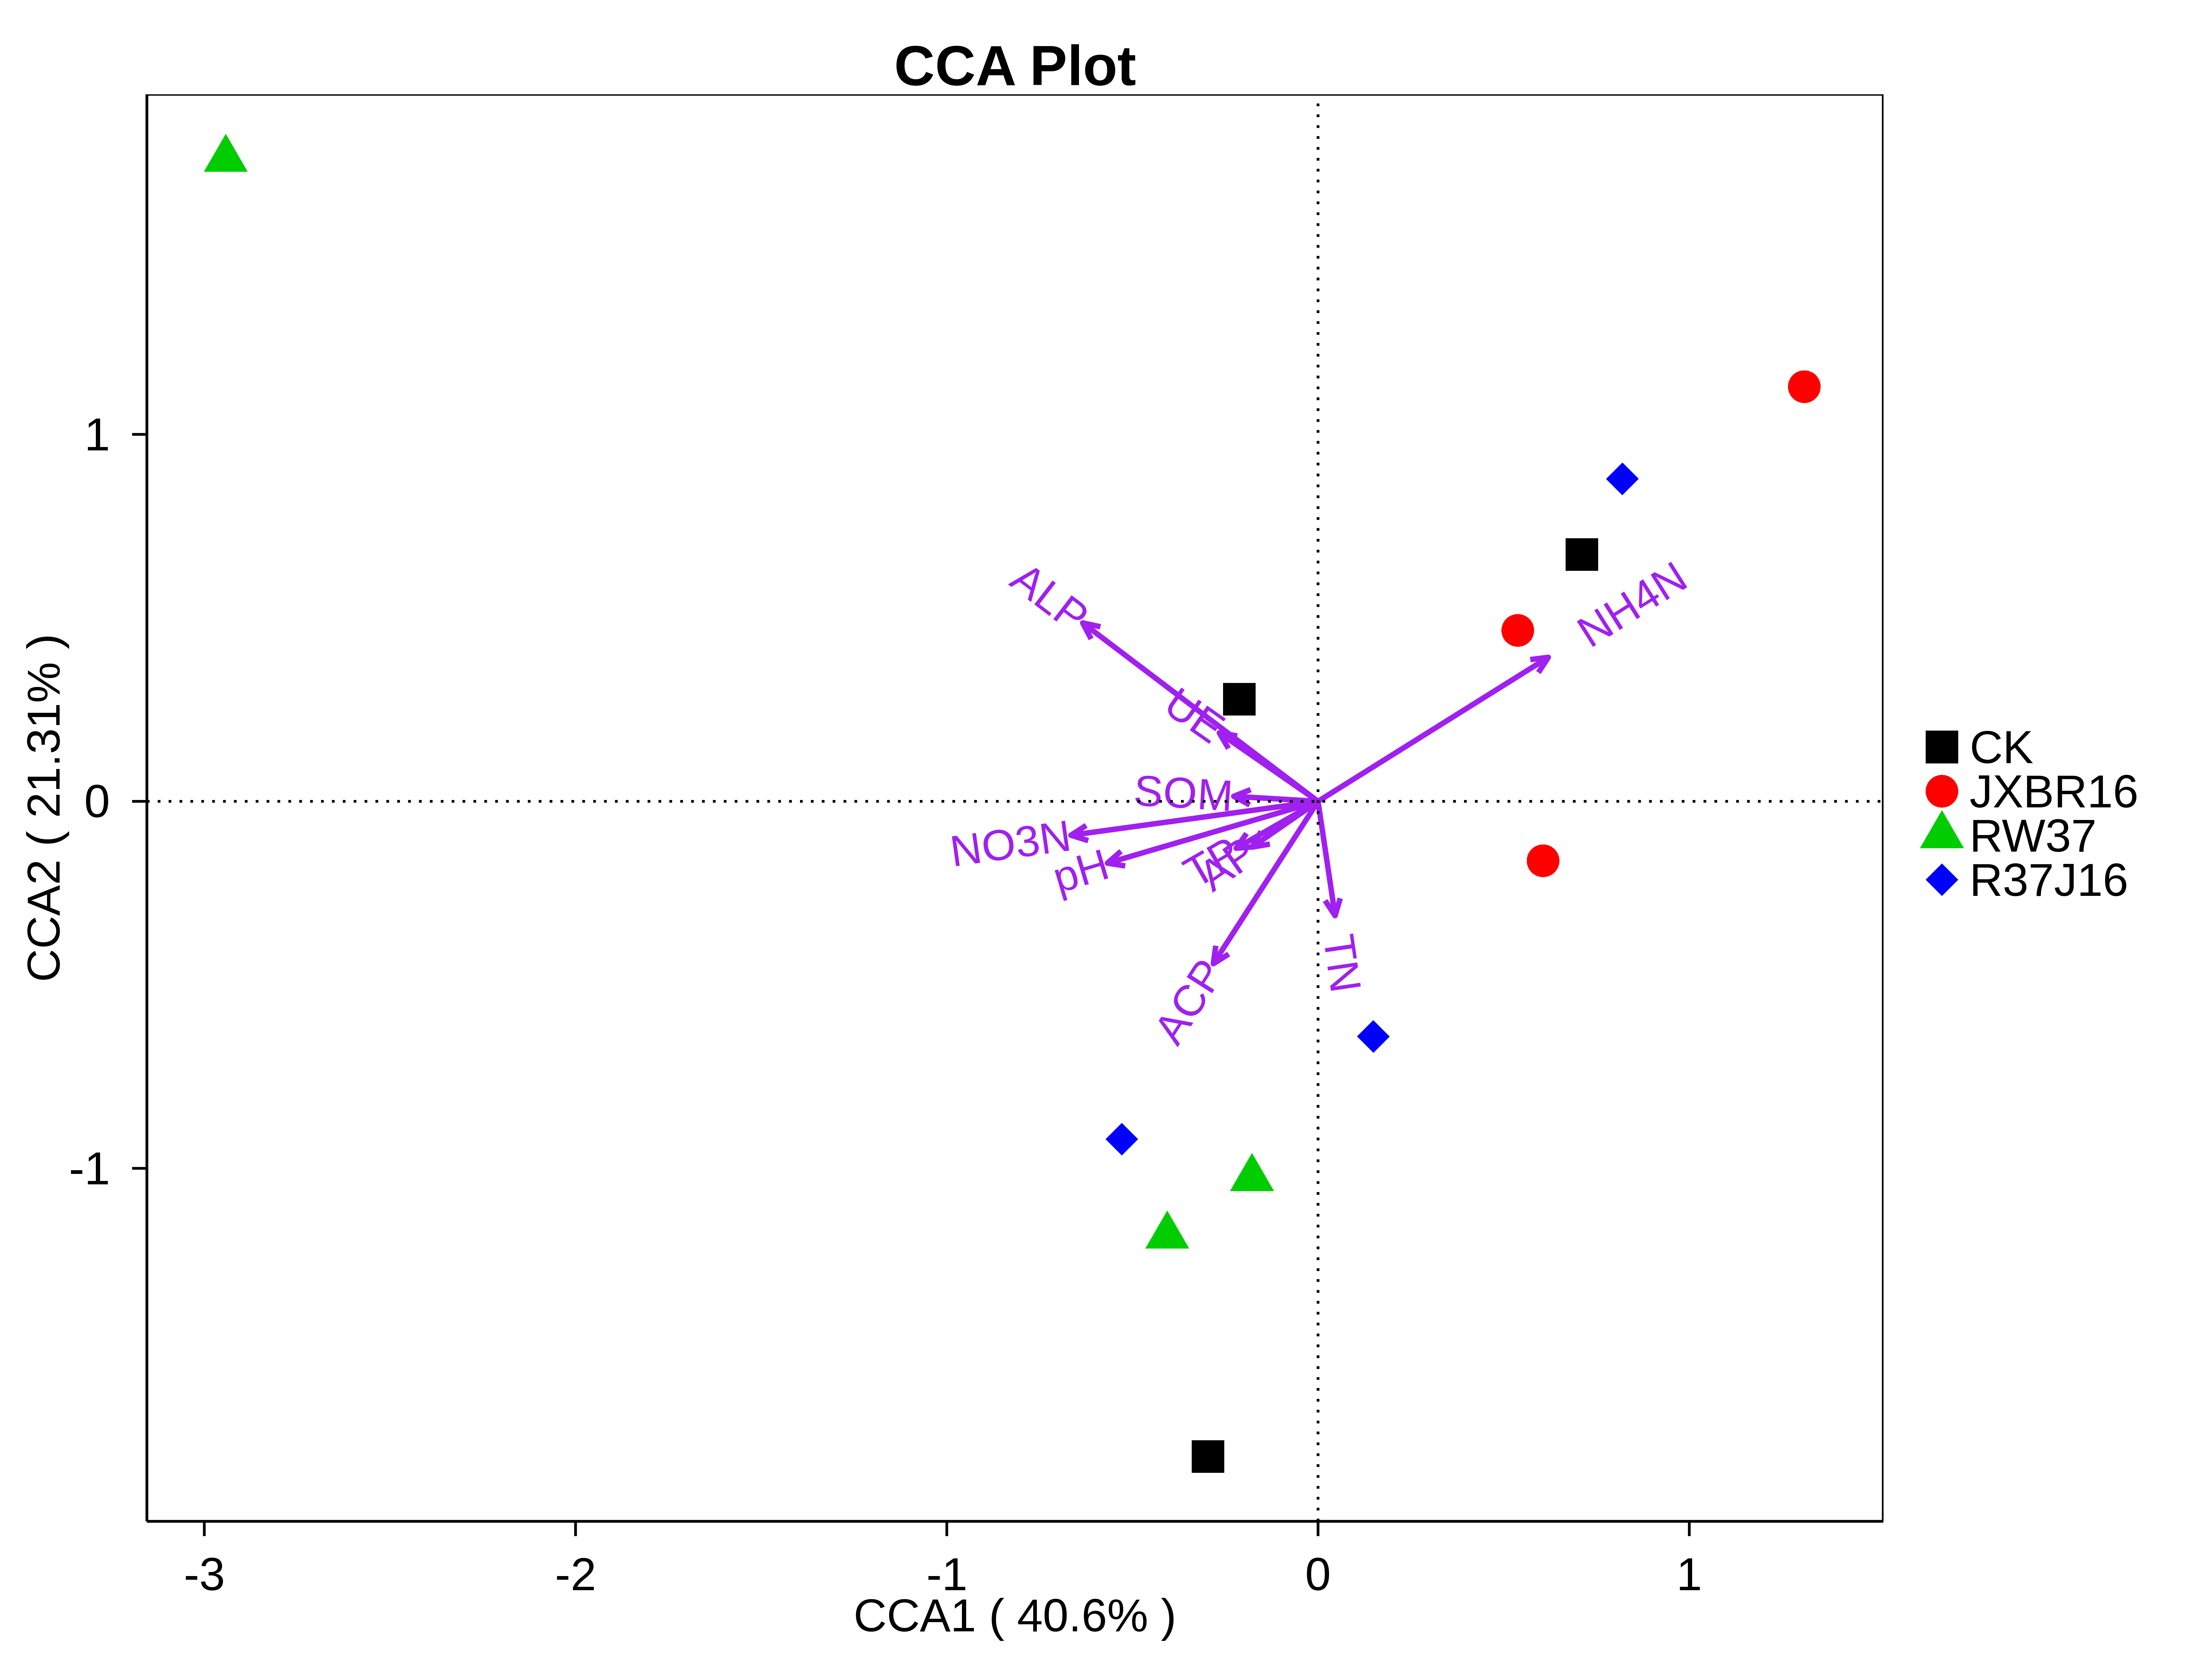 CCA Plot
CCA2 ( 21.31% )
1
0
-1
ALP
NH4N
UE
SOM
NO3N
pH
ACP
TN
CK
JXBR16
RW37
R37J16
-3
-2
-1
0
1
CCA1 ( 40.6% )